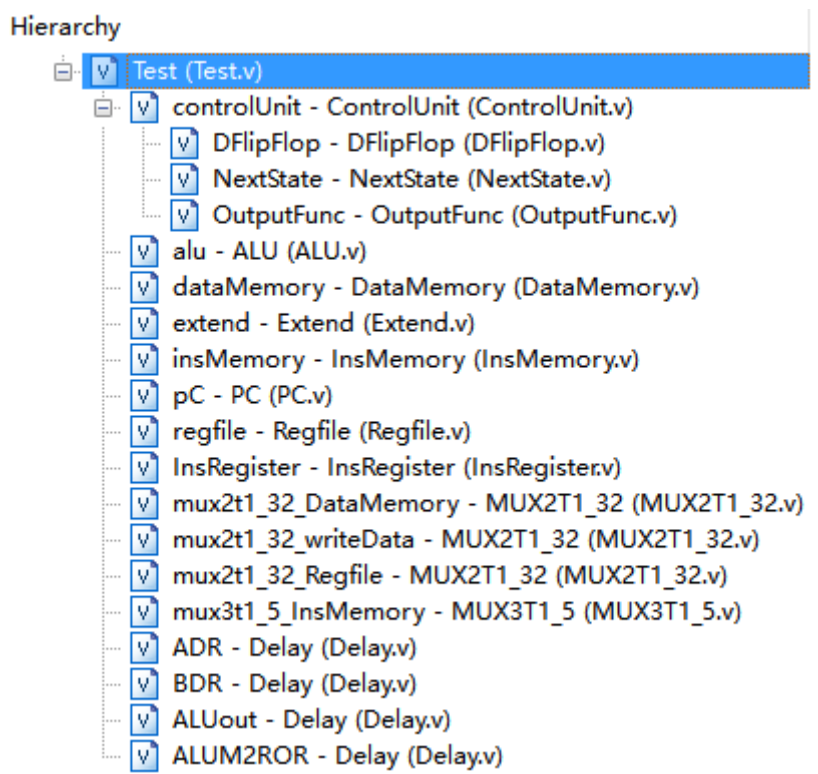 Hierarchy
Test (Test.v)
controlUnit - ControlUnit (ControlUnit.v)
DFlipFlop - DFlipFlop (DFlipFlop.v)
NextState - NextState (NextState.v)
OutputFunc - OutputFunc (OutputFunc.v)
alu - ALU (ALU.v)
dataMemory - DataMemory (DataMemory.v)
extend - Extend (Extend.v)
insMemory - InsMemory (InsMemory.v)
pC - PC (PC.v)
regfile - Regfile (Regfile.v)
InsRegister - InsRegister (InsRegister.v)
mux2t1_32_DataMemory - MUX2T1_32 (MUX2T1_32.v)
mux2t1_32_writeData - MUX2T1_32 (MUX2T1_32.v)
mux2t1_32_Regfile - MUX2T1_32 (MUX2T1_32.v)
mux3t1_5_InsMemory - MUX3T1_5 (MUX3T1_5.v)
ADR - Delay (Delay.v)
BDR - Delay (Delay.v)
ALUout - Delay (Delay.v)
ALUM2ROR - Delay (Delay.v)